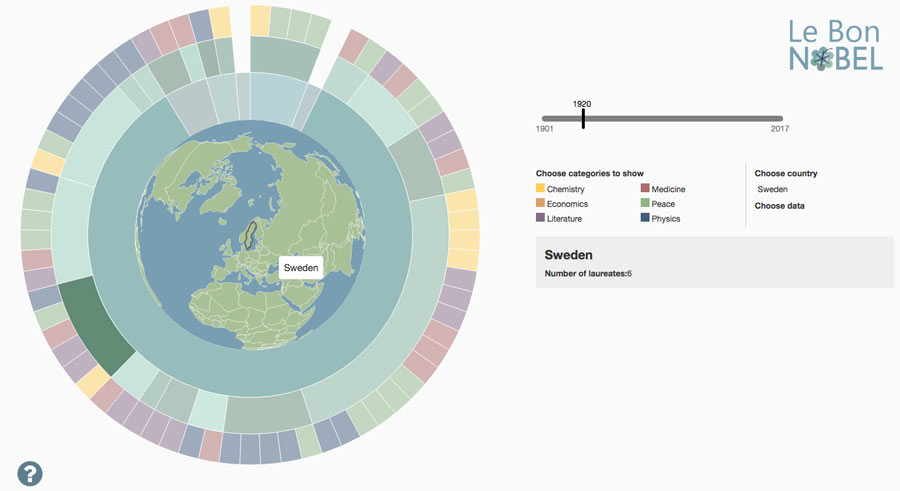 Le Bon
NOBEL
1920
1901
2017
Choose categories to show
Chemistry
Medicine
Economics
Peace
Literature
Physics
Choose country
Sweden
Choose data
Sweden
Number of laureates:6
Sweden
?